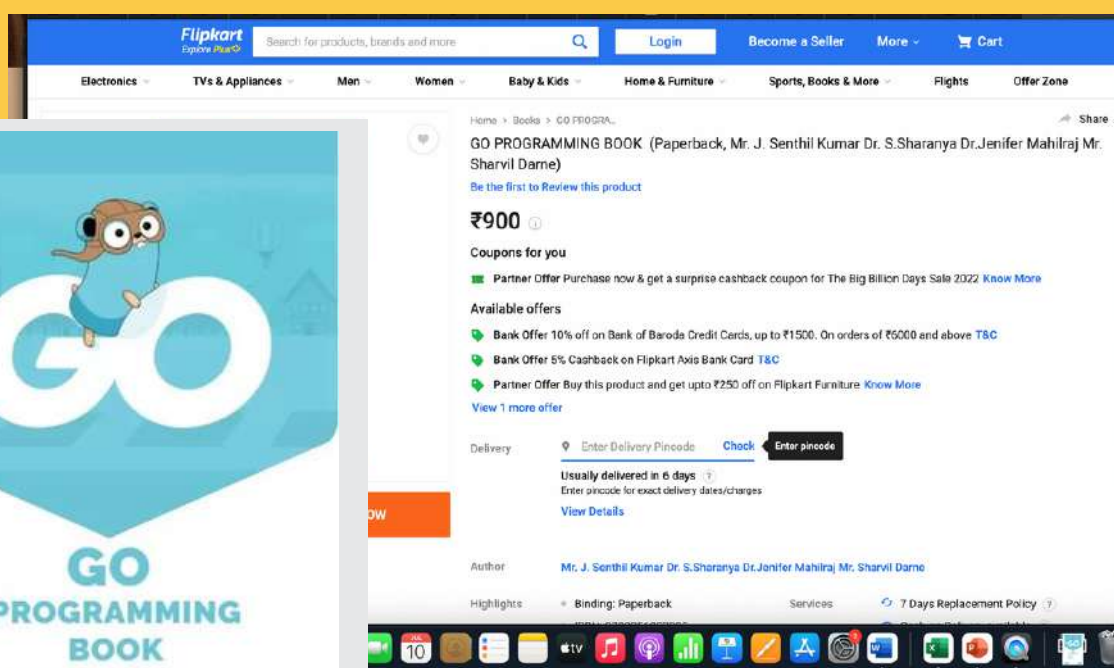 Flipkart
Explore Plus
Search for products, brands and more
Login
Become a Seller
More
Cart
Electronics
TVs & Appliances
Men
Women
Baby & Kids
Home & Furniture
Sports, Books & More
Flights
Offer Zone
Home > Books > GO PROGRA...
Share
GO PROGRAMMING BOOK (Paperback, Mr. J. Senthil Kumar Dr. S.Sharanya Dr.Jenifer Mahilraj Mr.
Sharvil Darne)
Be the first to Review this product
₹900
Coupons for you
Partner Offer Purchase now & get a surprise cashback coupon for The Big Billion Days Sale 2022 Know More
Available offers
Bank Offer 10% off on Bank of Baroda Credit Cards, up to ₹1500. On orders of ₹6000 and above T&C
Bank Offer 5% Cashback on Flipkart Axis Bank Card T&C
Partner Offer Buy this product and get upto ₹250 off on Flipkart Furniture Know More
View 1 more offer
Delivery
Enter Delivery Pincode
Check
Enter pincode
Usually delivered in 6 days
Enter pincode for exact delivery dates/charges
View Details
Author
Mr. J. Senthil Kumar Dr. S.Sharanya Dr.Jenifer Mahilraj Mr. Sharvil Darne
Highlights
Binding: Paperback
Services
7 Days Replacement Policy
GO
GO
PROGRAMMING
BOOK
OW
JUL
10
tv